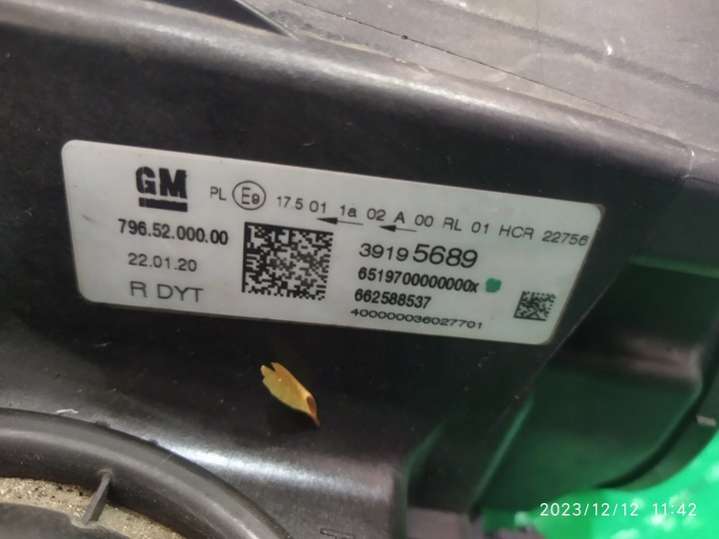 GM
PL E9 17.5 01 1a 02 A 00 RL 01 HCR 22756
796.52.000.00
22.01.20
R DYT
39195689
6519700000000x
662588537
400000036027701
2023/12/12 11:42